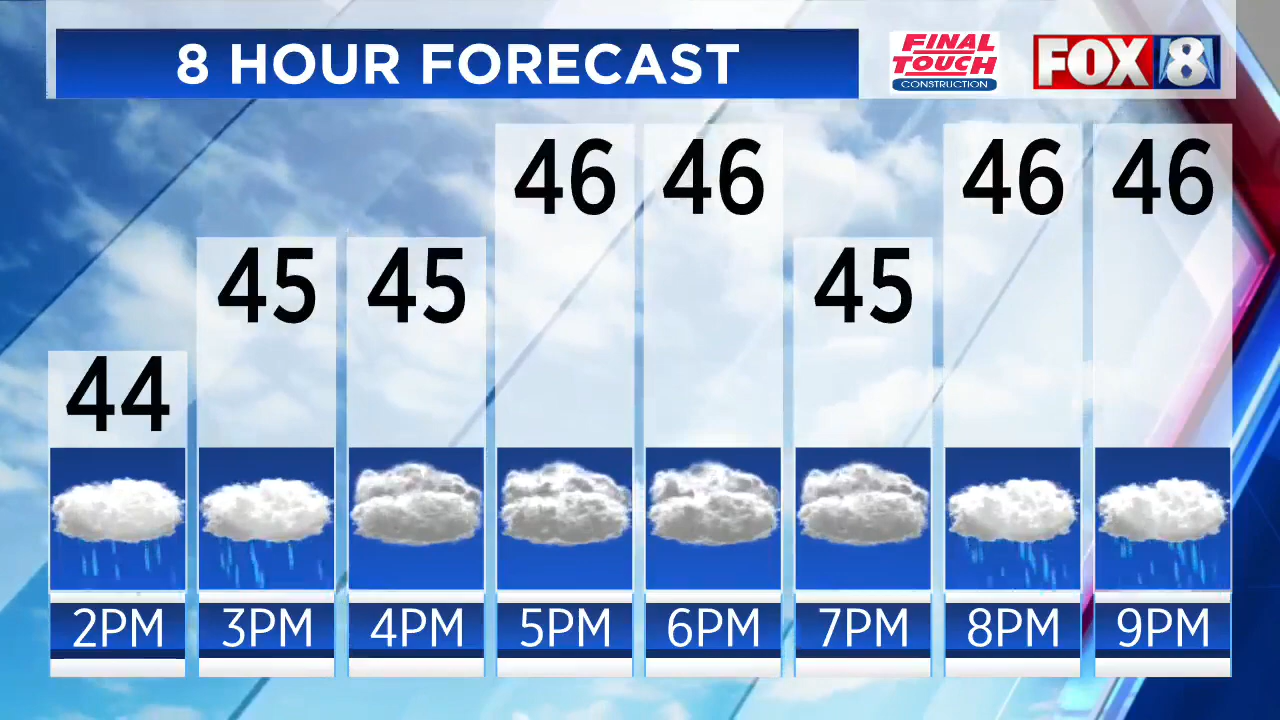 8 HOUR FORECAST
FINAL
TOUCH
CONSTRUCTION
FOX 8
46 46 46 46
45 45 45
44
2PM 3PM 4PM 5PM 6PM 7PM 8PM 9PM